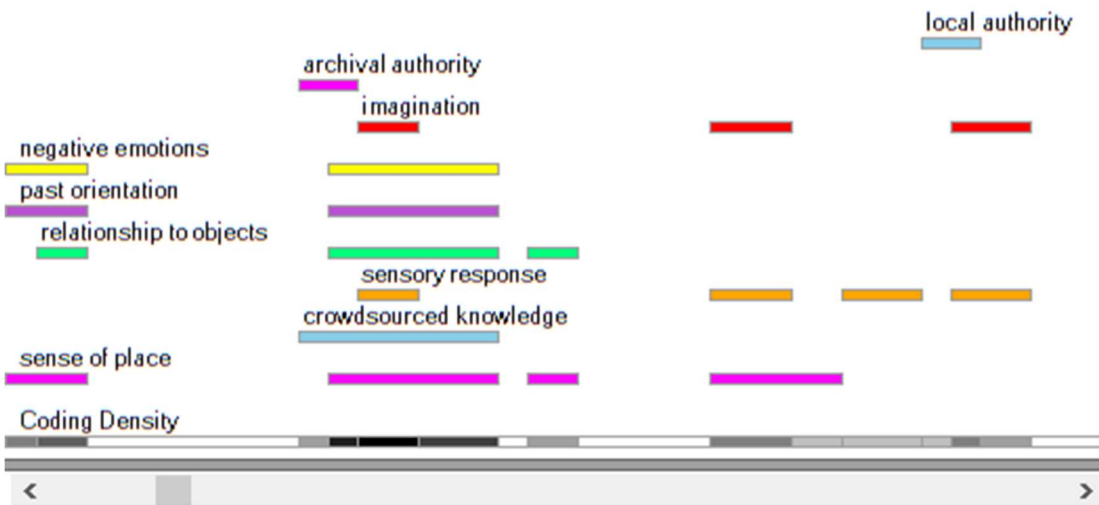 local authority
archival authority
imagination
negative emotions
past orientation
relationship to objects
sensory response
crowdsourced knowledge
sense of place
Coding Density